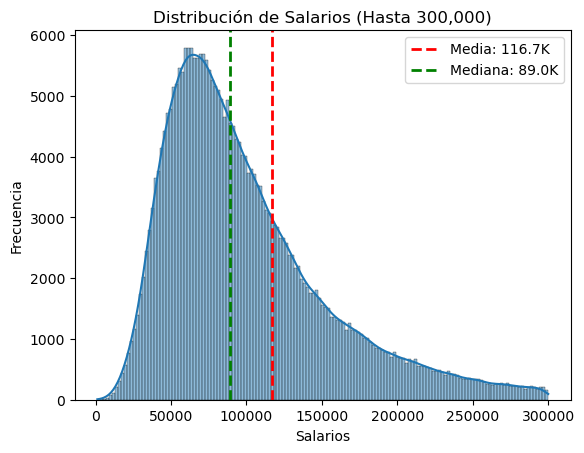 Distribución de Salarios (Hasta 300,000)
Media: 116.7K
Mediana: 89.0K
Frecuencia
6000
5000
4000
3000
2000
1000
0
0 50000 100000 150000 200000 250000 300000
Salarios